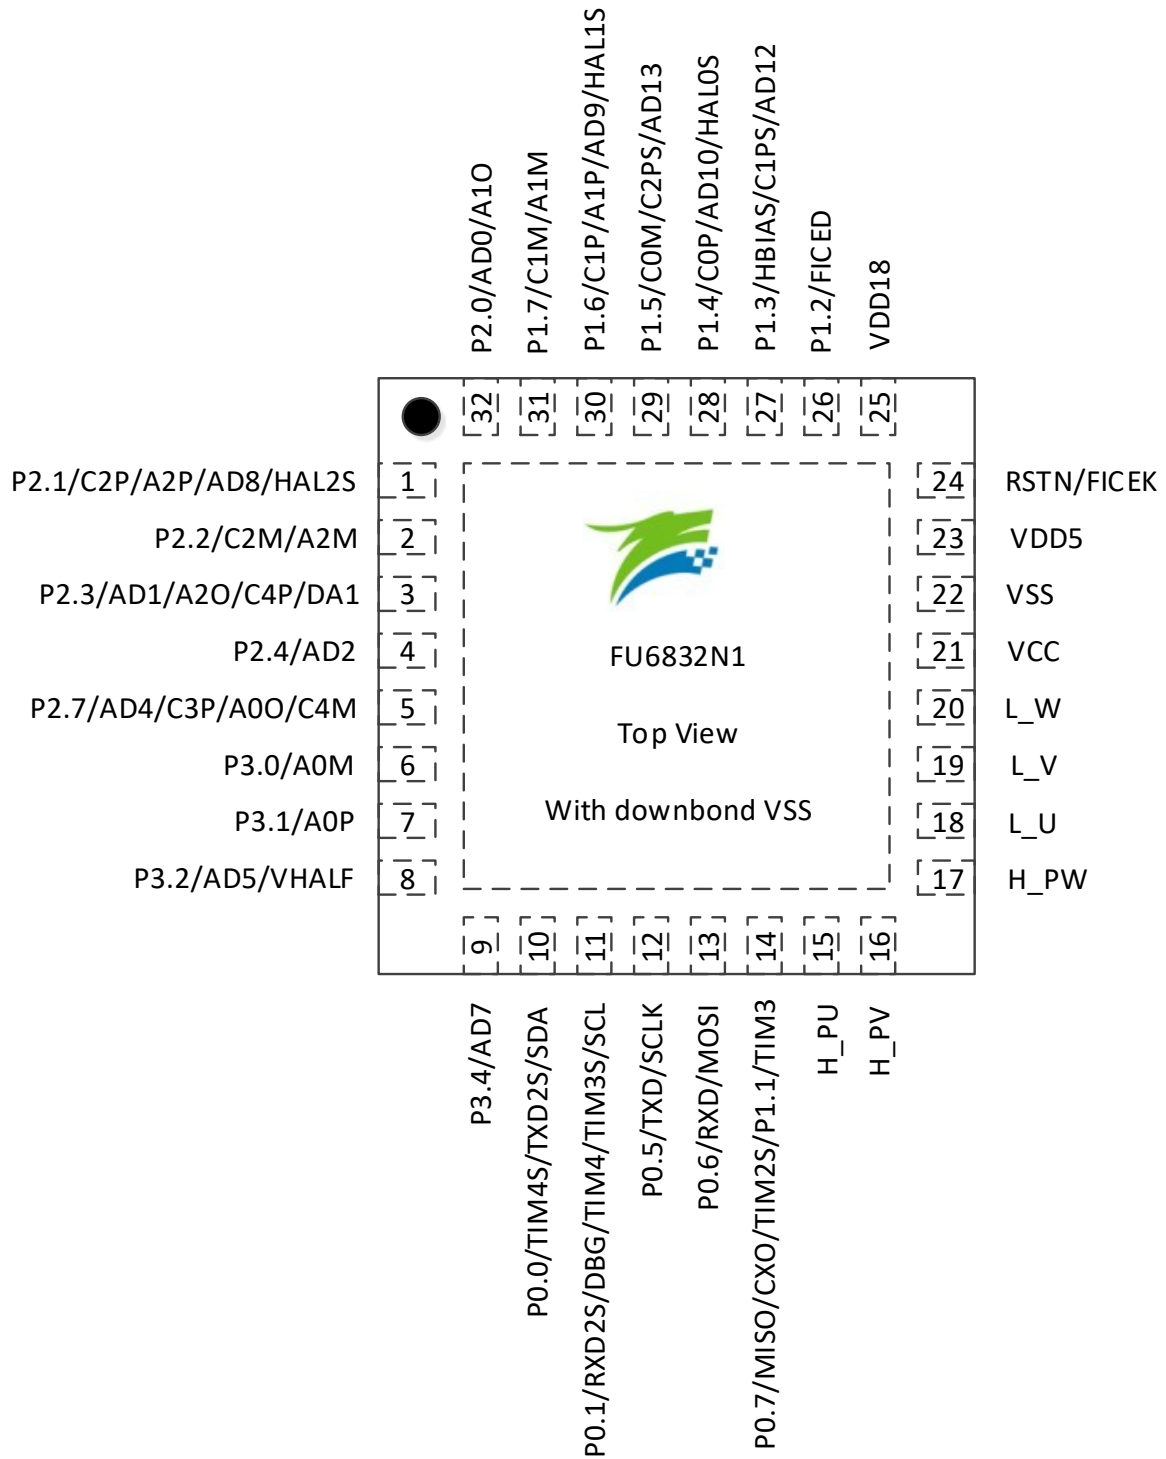 P2.0/AD0/A1O
P1.7/C1M/A1M
P1.6/C1P/A1P/AD9/HAL1S
P1.5/C0M/C2PS/AD13
P1.4/C0P/AD10/HAL0S
P1.3/HBIAS/C1PS/AD12
P1.2/FICED
VDD18
32
31
30
29
28
27
26
25
P2.1/C2P/A2P/AD8/HAL2S
1
P2.2/C2M/A2M
2
P2.3/AD1/A2O/C4P/DA1
3
P2.4/AD2
4
P2.7/AD4/C3P/A0O/C4M
5
P3.0/A0M
6
P3.1/A0P
7
P3.2/AD5/VHALF
8
FU6832N1
Top View
With downbond VSS
24
RSTN/FICEK
23
VDD5
22
VSS
21
VCC
20
L_W
19
L_V
18
L_U
17
H_PW
9
10
11
12
13
14
15
16
P3.4/AD7
P0.0/TIM4S/TXD2S/SDA
P0.1/RXD2S/DBG/TIM4/TIM3S/SCL
P0.5/TXD/SCLK
P0.6/RXD/MOSI
P0.7/MISO/CXO/TIM2S/P1.1/TIM3
H_PU
H_PV